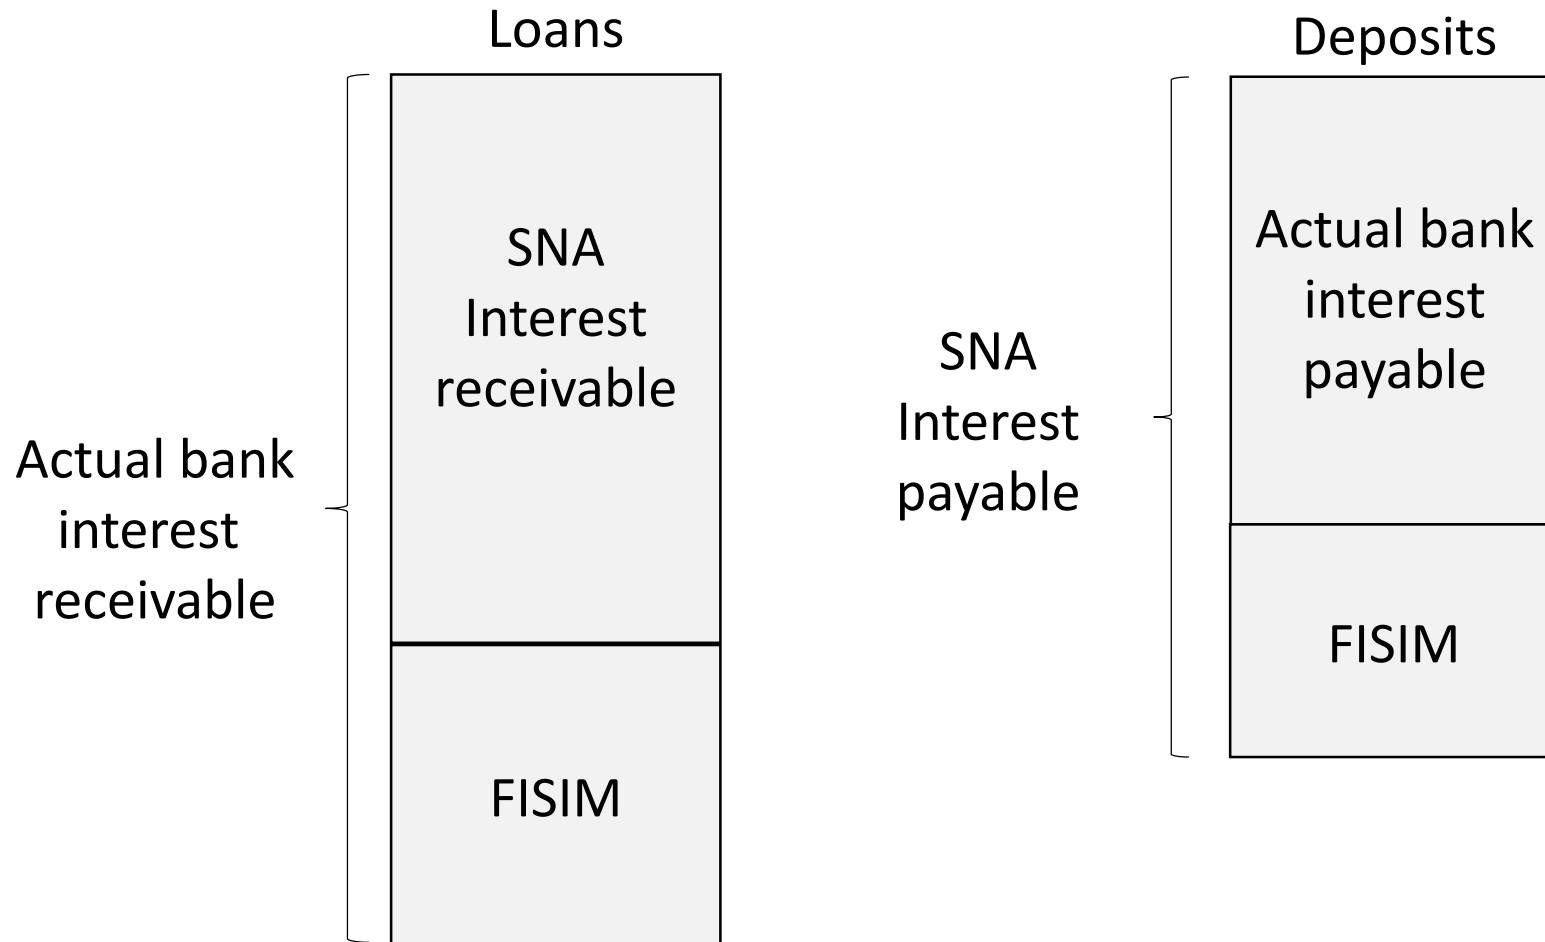 Loans
SNA
Interest
receivable
Actual bank
interest
receivable
FISIM
Deposits
Actual bank
interest
payable
SNA
Interest
payable
FISIM